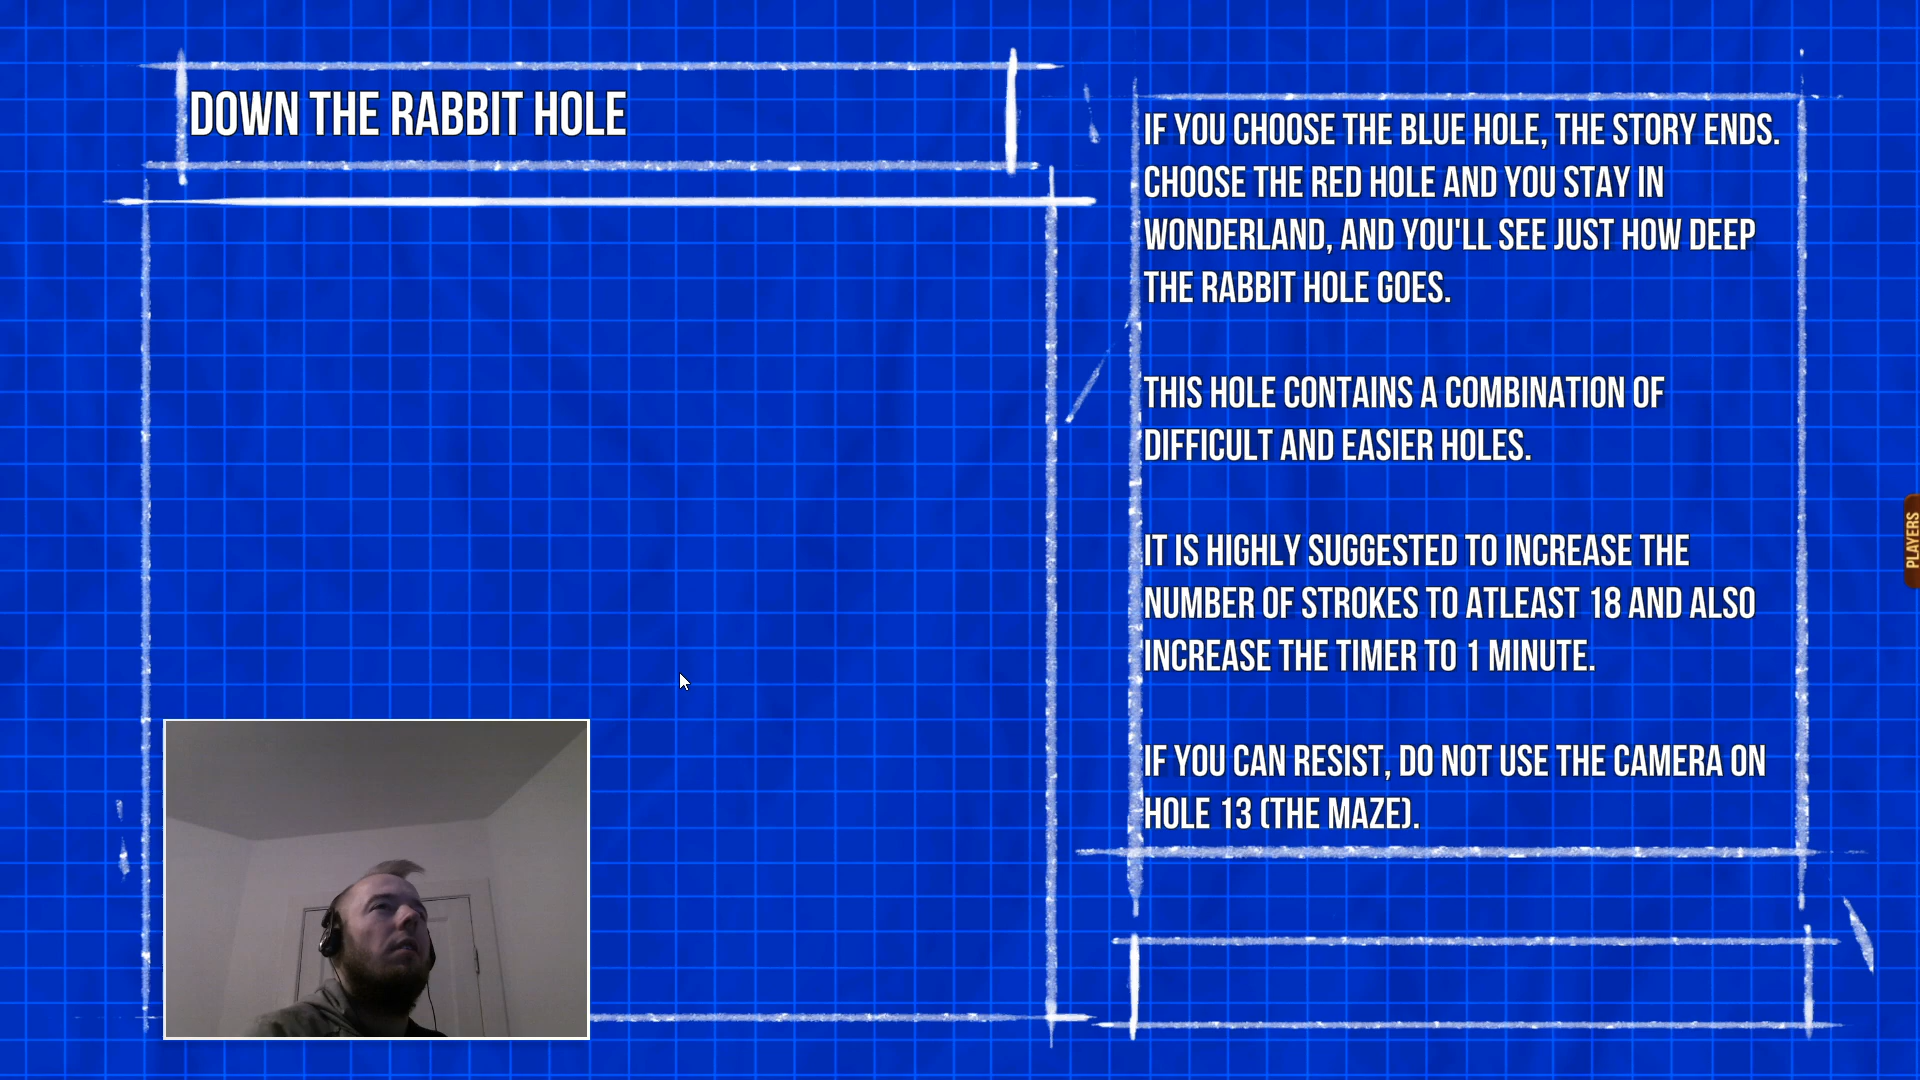 DOWN THE RABBIT HOLE
IF YOU CHOOSE THE BLUE HOLE, THE STORY ENDS.
CHOOSE THE RED HOLE AND YOU STAY IN
WONDERLAND, AND YOU'LL SEE JUST HOW DEEP
THE RABBIT HOLE GOES.
THIS HOLE CONTAINS A COMBINATION OF
DIFFICULT AND EASIER HOLES.
IT IS HIGHLY SUGGESTED TO INCREASE THE
NUMBER OF STROKES TO ATLEAST 18 AND ALSO
INCREASE THE TIMER TO 1 MINUTE.
IF YOU CAN RESIST, DO NOT USE THE CAMERA ON
HOLE 13 (THE MAZE).
PLAYERS